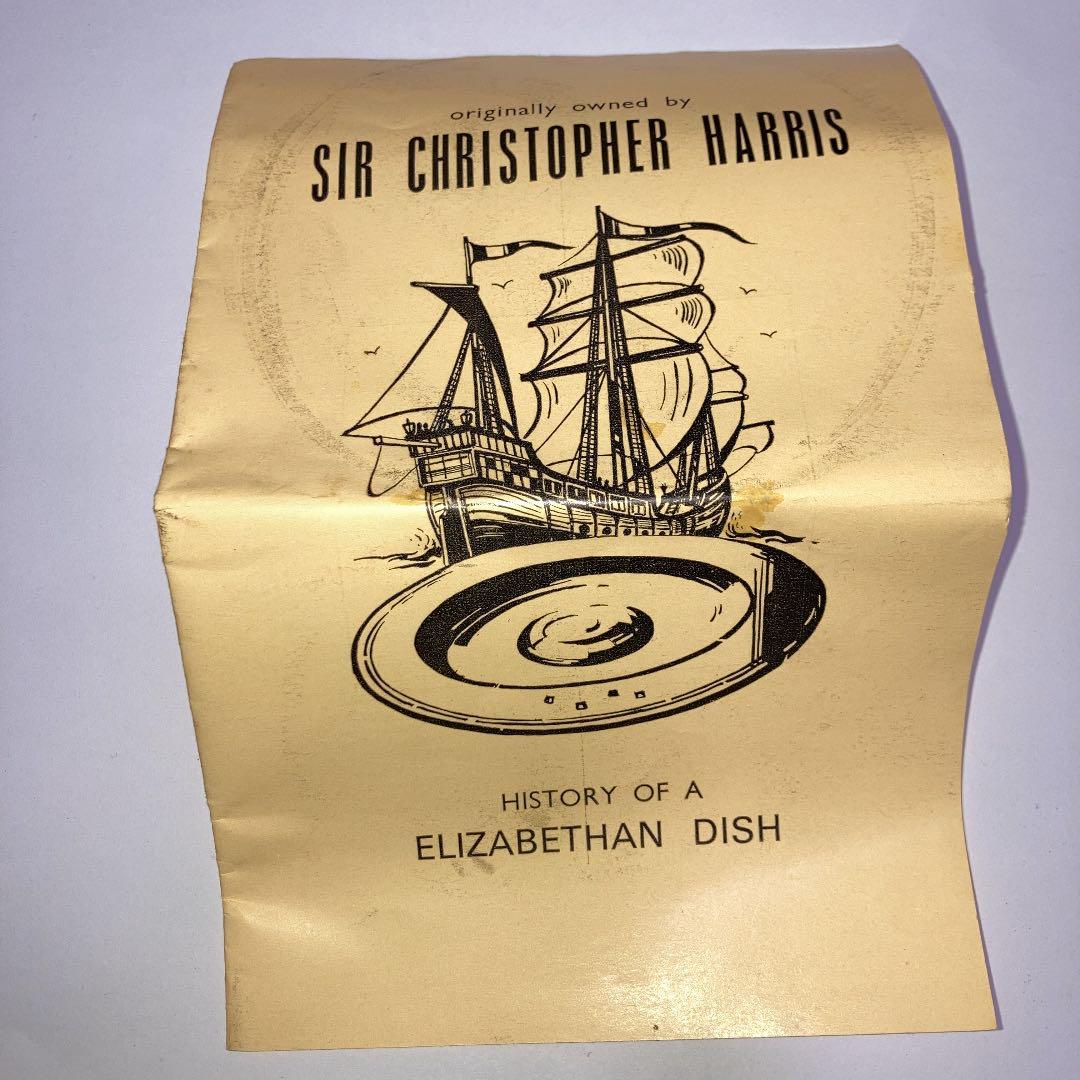 originally owned by
SIR CHRISTOPHER HARRIS
HISTORY OF A
ELIZABETHAN DISH